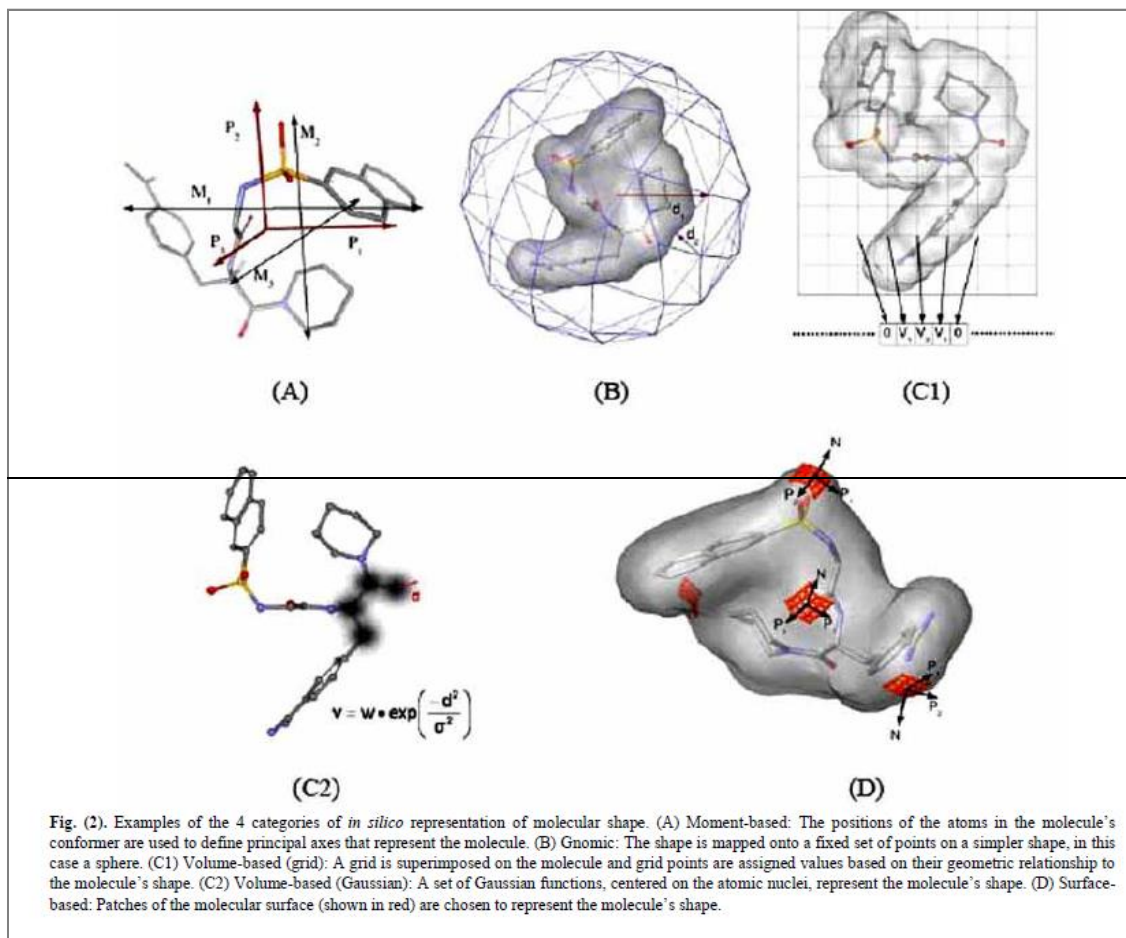 P₂
M₂
M₁
P₃
P₁
M₃
d₁
d₂
0 V₁ V₂ V₁ 0
(A)
(B)
(C1)
N
P
N
P₁
σ
v = w • exp(-d²/σ²)
P₁
P₂
N
(C2)
(D)
Fig. (2). Examples of the 4 categories of in silico representation of molecular shape. (A) Moment-based: The positions of the atoms in the molecule’s
conformer are used to define principal axes that represent the molecule. (B) Gnomic: The shape is mapped onto a fixed set of points on a simpler shape, in this
case a sphere. (C1) Volume-based (grid): A grid is superimposed on the molecule and grid points are assigned values based on their geometric relationship to
the molecule’s shape. (C2) Volume-based (Gaussian): A set of Gaussian functions, centered on the atomic nuclei, represent the molecule’s shape. (D) Surface-
based: Patches of the molecular surface (shown in red) are chosen to represent the molecule’s shape.